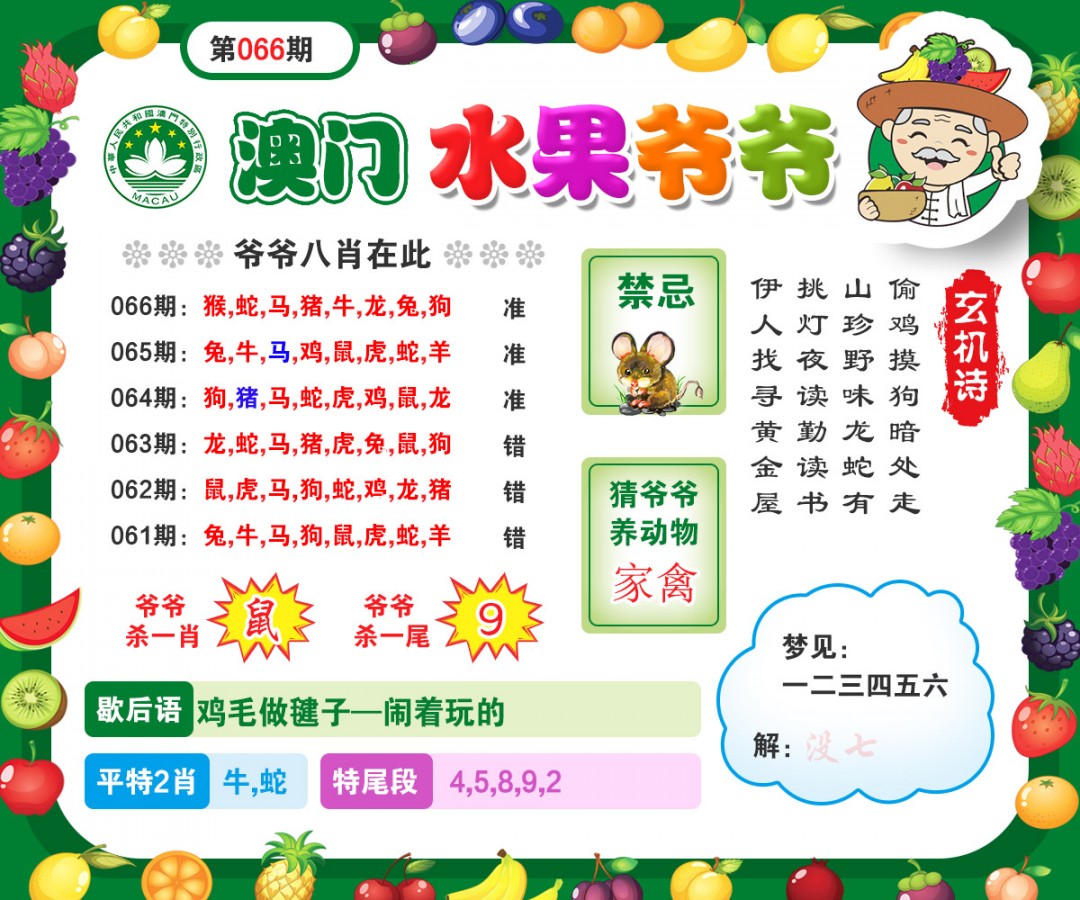 第066期
中華人民共和國澳門特別行政區
MACAU
澳门 水果爷爷
爷爷八肖在此
066期：猴,蛇,马,猪,牛,龙,兔,狗 准
065期：兔,牛,马,鸡,鼠,虎,蛇,羊 准
064期：狗,猪,马,蛇,虎,鸡,鼠,龙 准
063期：龙,蛇,马,猪,虎,兔,鼠,狗 错
062期：鼠,虎,马,狗,蛇,鸡,龙,猪 错
061期：兔,牛,马,狗,鼠,虎,蛇,羊 错
爷爷
杀一肖
鼠
爷爷
杀一尾
9
禁忌
猜爷爷
养动物
家禽
玄机诗
偷鸡摸狗暗处走
山珍野味龙蛇有
挑灯夜读勤读书
伊人找寻黄金屋
梦见：
一二三四五六
解：没七
歇后语 鸡毛做毽子—闹着玩的
平特2肖 牛,蛇
特尾段 4,5,8,9,2